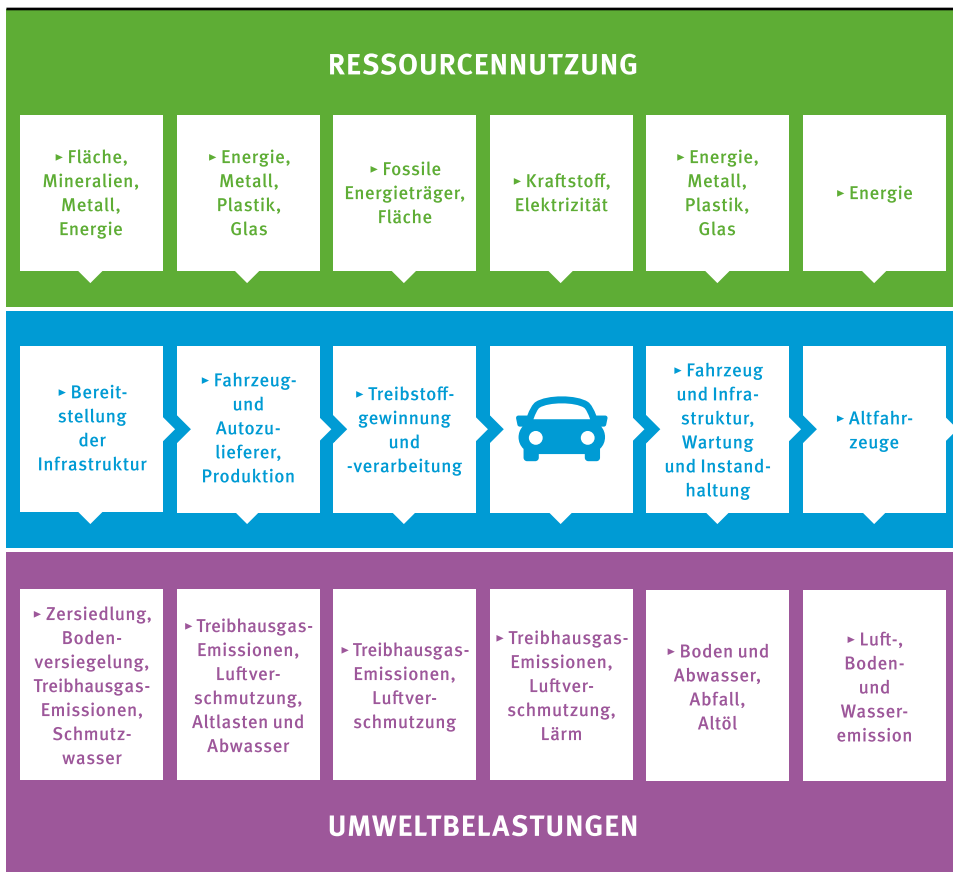 RESSOURCENNUTZUNG
▸ Fläche,
Mineralien,
Metall,
Energie
▸ Energie,
Metall,
Plastik,
Glas
▸ Fossile
Energieträger,
Fläche
▸ Kraftstoff,
Elektrizität
▸ Energie,
Metall,
Plastik,
Glas
▸ Energie
▸ Bereit-
stellung
der
Infrastruktur
▸ Fahrzeug-
und
Autozu-
lieferer,
Produktion
▸ Treibstoff-
gewinnung
und
-verarbeitung
▸ Fahrzeug
und Infra-
struktur,
Wartung
und Instand-
haltung
▸ Altfahr-
zeuge
▸ Zersiedlung,
Boden-
versiegelung,
Treibhausgas-
Emissionen,
Schmutz-
wasser
▸ Treibhausgas-
Emissionen,
Luftver-
schmutzung,
Altlasten und
Abwasser
▸ Treibhausgas-
Emissionen,
Luftver-
schmutzung
▸ Treibhausgas-
Emissionen,
Luftver-
schmutzung,
Lärm
▸ Boden und
Abwasser,
Abfall,
Altöl
▸ Luft-,
Boden-
und
Wasser-
emission
UMWELTBELASTUNGEN